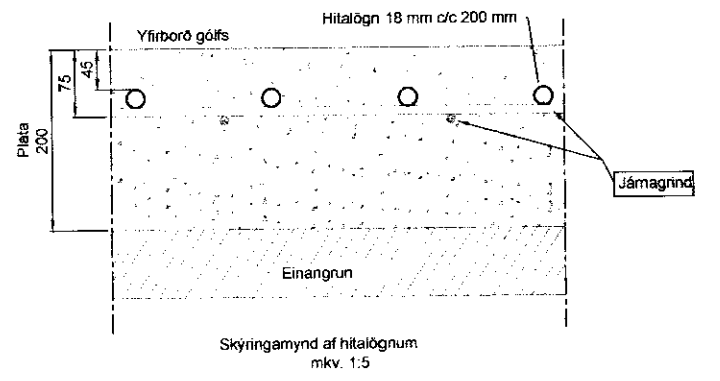 Hitalögn 18 mm c/c 200 mm
Yfirborð gólfs
45
75
Plata
200
Járnagrind
Einangrun
Skýringamynd af hitalögnum
mkv. 1:5